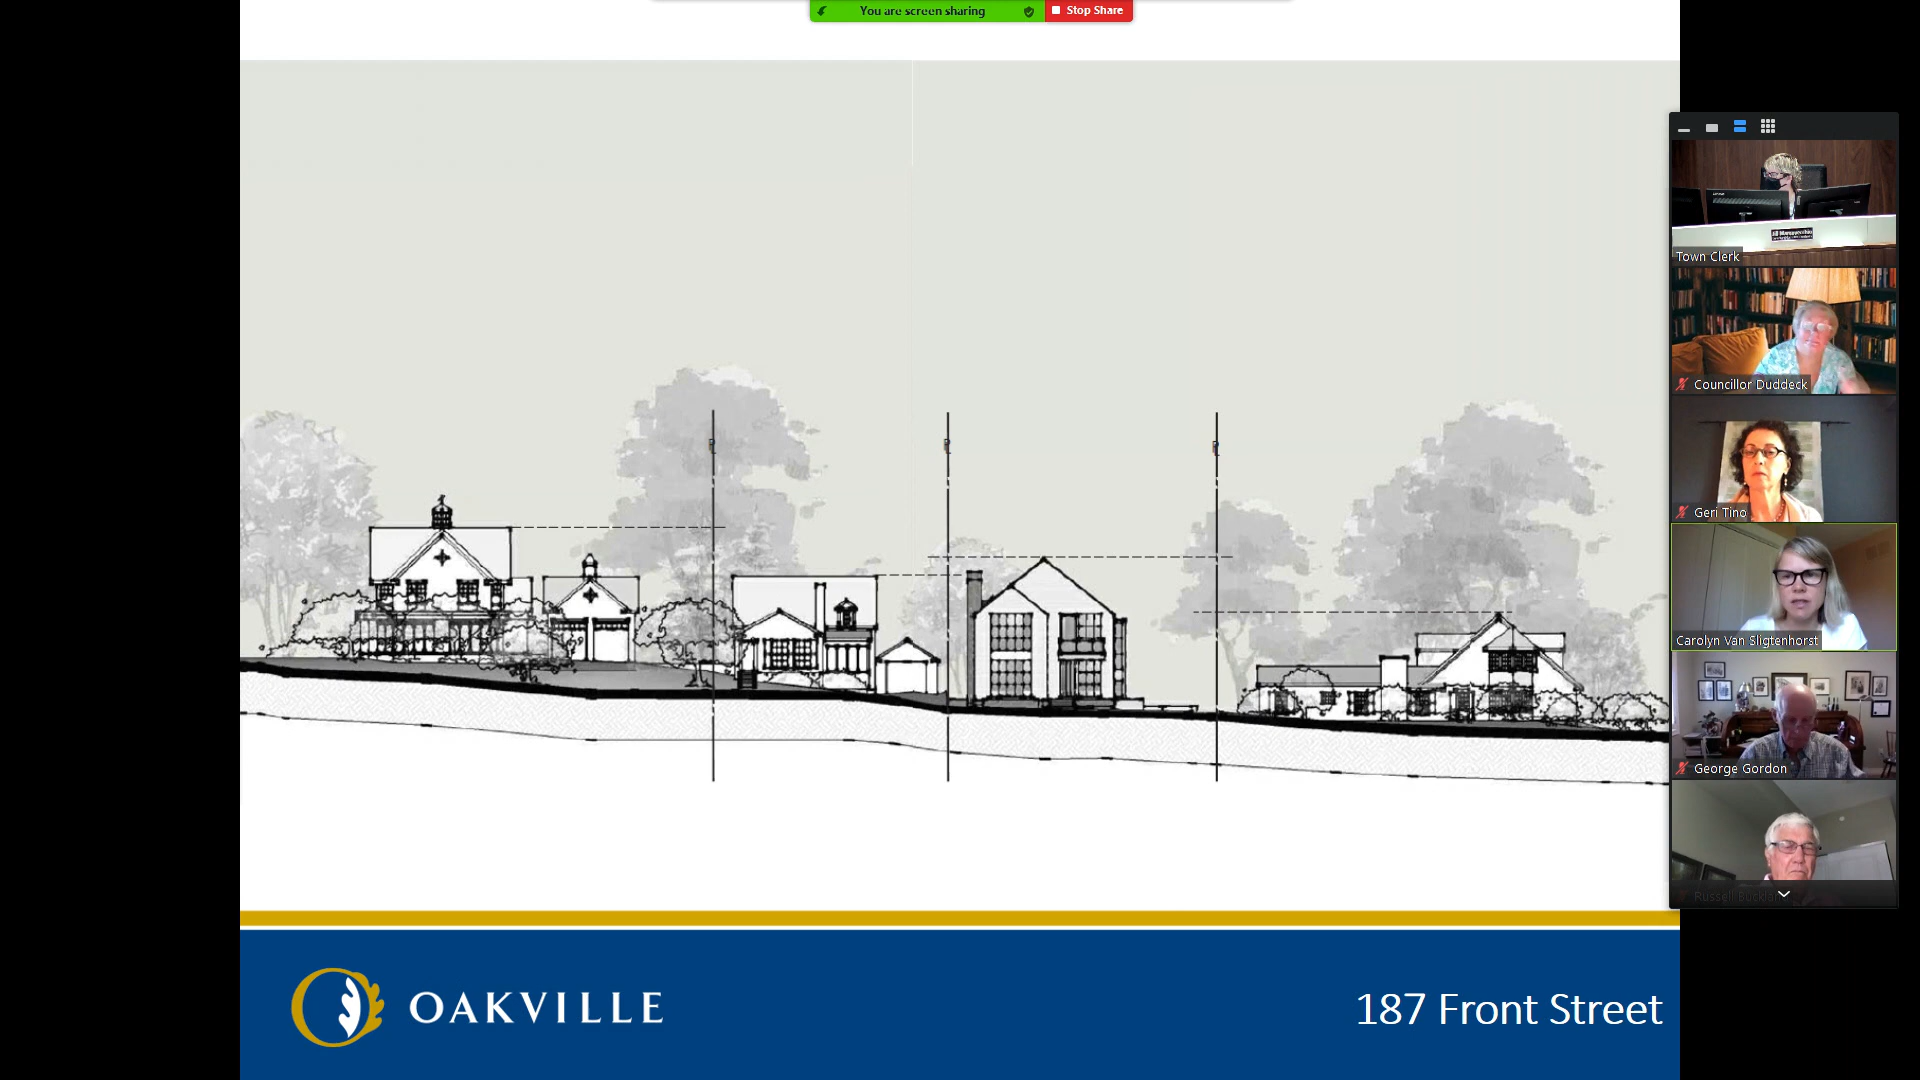 You are screen sharing
Stop Share
Town Clerk
Councillor Duddeck
Geri Tino
Carolyn Van Sligtenhorst
George Gordon
Russell
OAKVILLE
187 Front Street